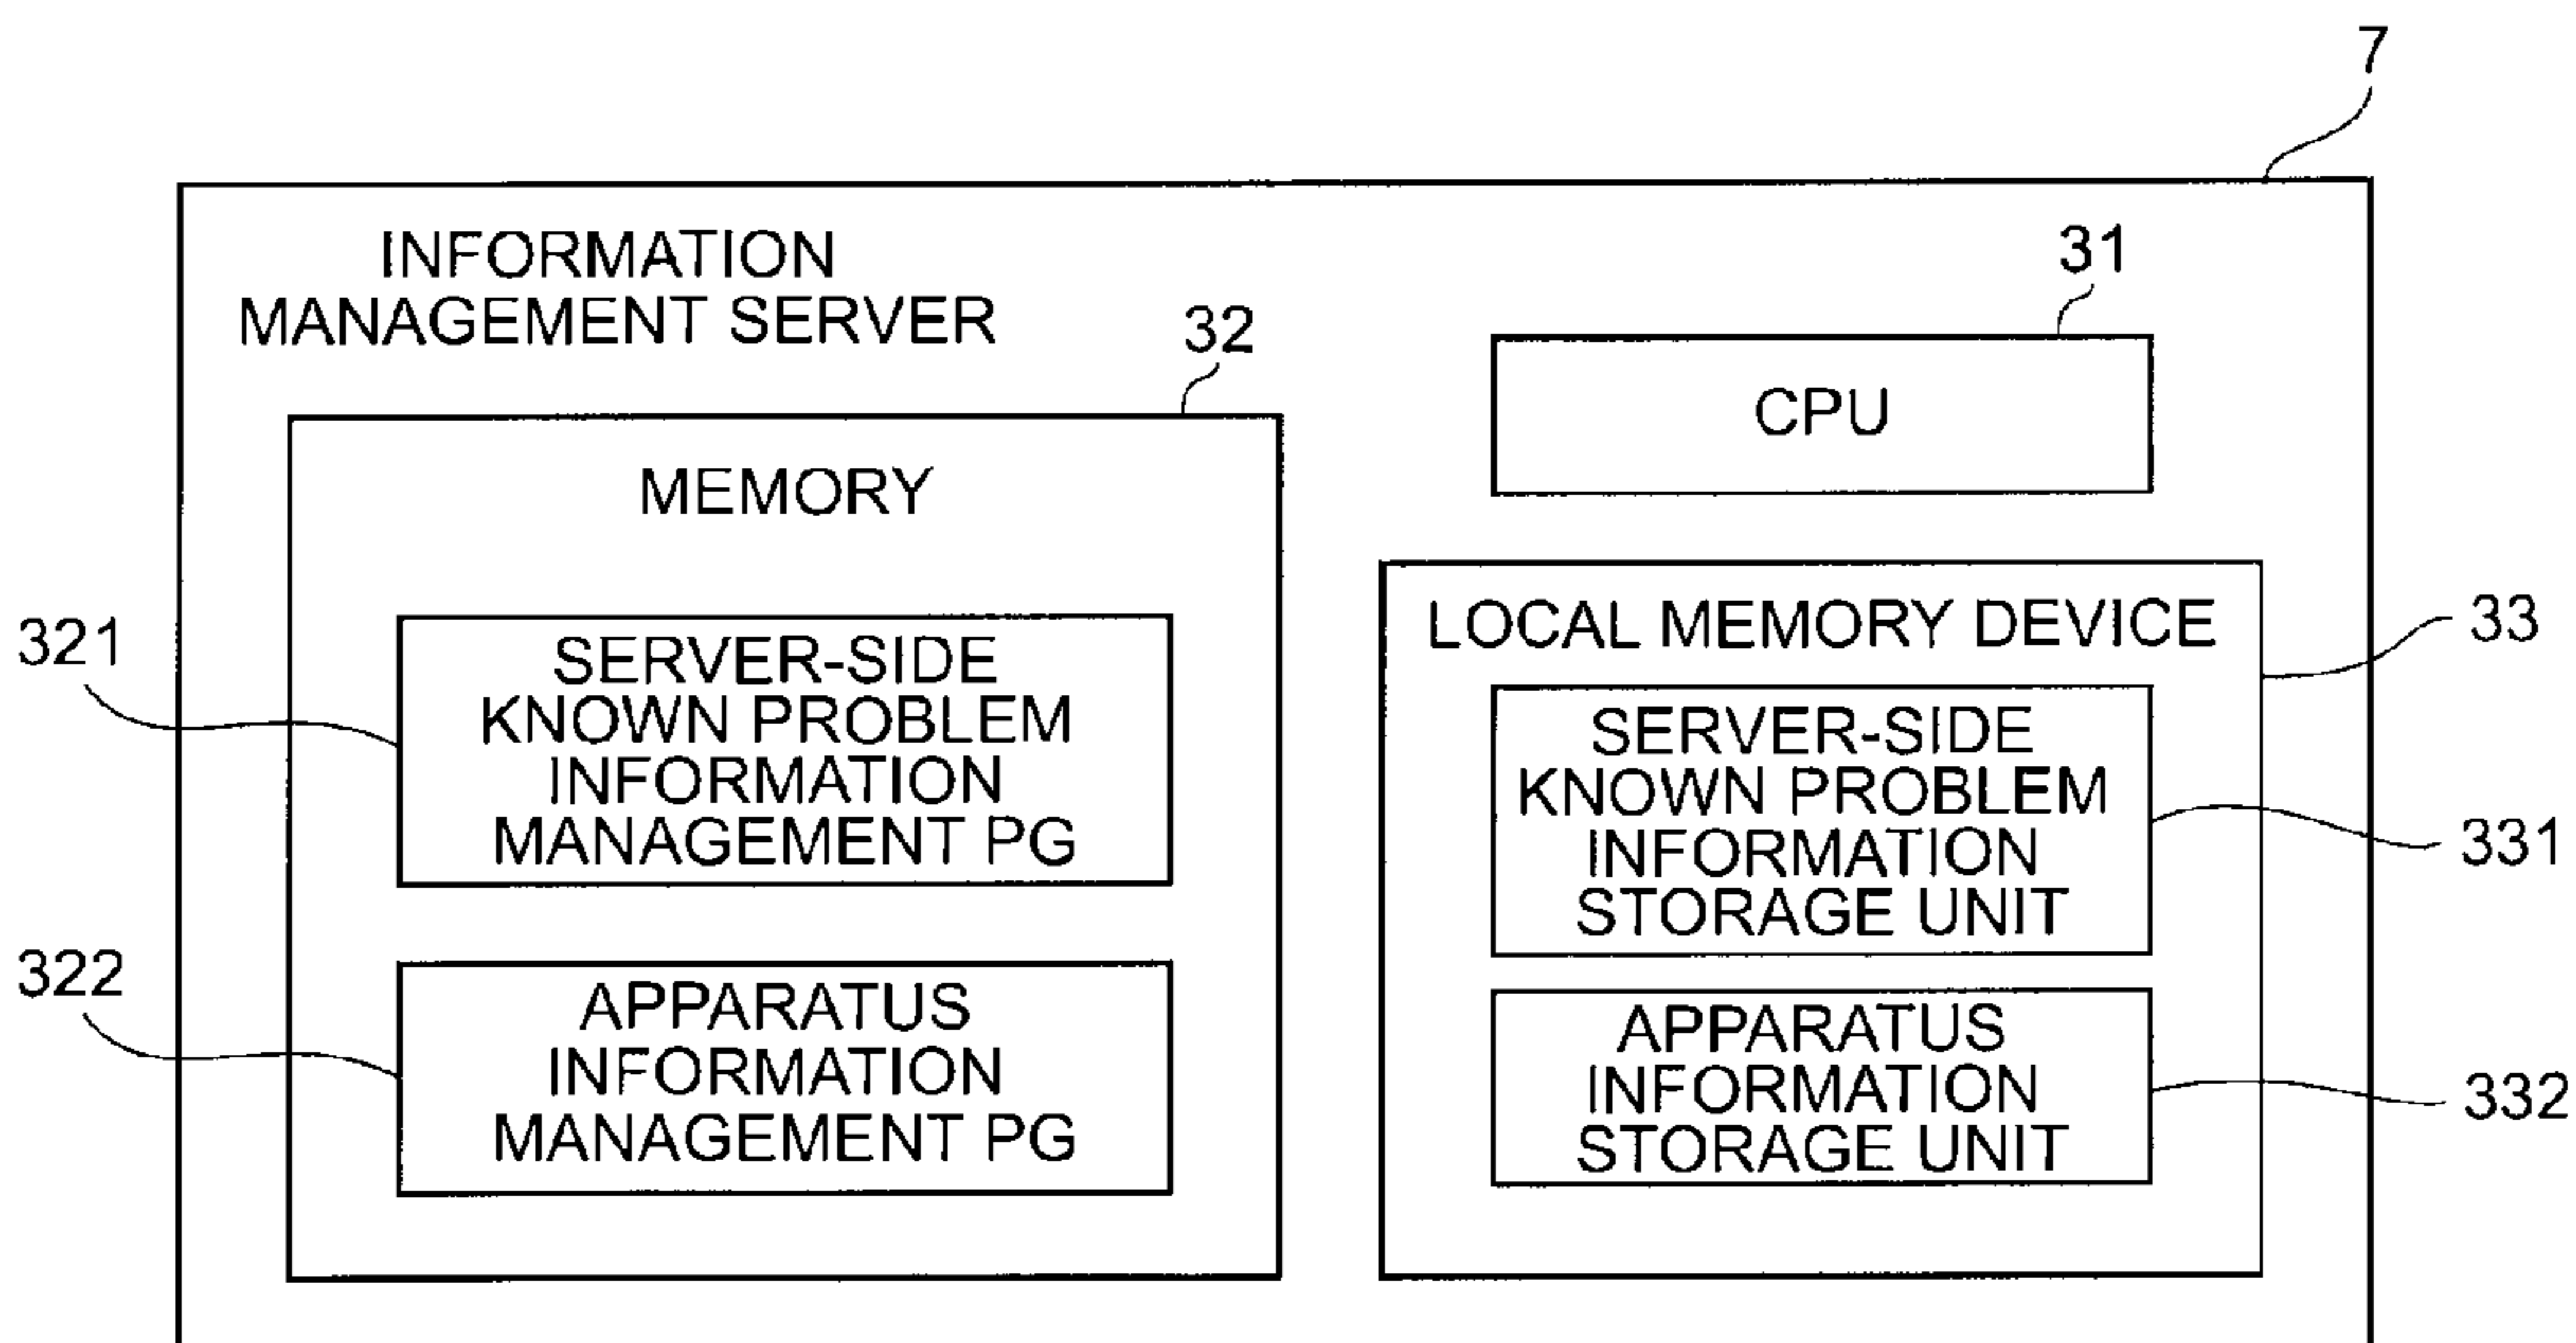 7
INFORMATION
MANAGEMENT SERVER
31
32
CPU
MEMORY
321
SERVER-SIDE
KNOWN PROBLEM
INFORMATION
MANAGEMENT PG
322
APPARATUS
INFORMATION
MANAGEMENT PG
LOCAL MEMORY DEVICE
33
SERVER-SIDE
KNOWN PROBLEM
INFORMATION
STORAGE UNIT
331
APPARATUS
INFORMATION
STORAGE UNIT
332